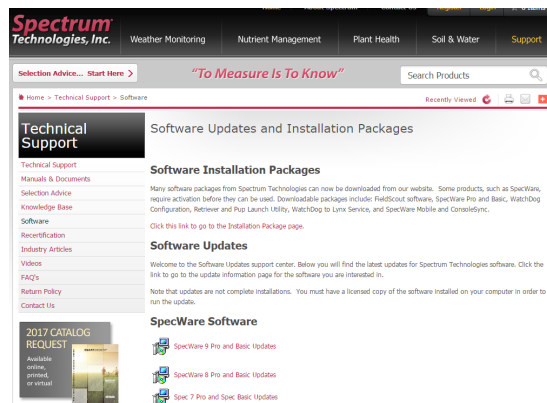 Home About Spectrum Contact Us Register Login 0 items
Spectrum
Technologies, Inc.
Weather Monitoring Nutrient Management Plant Health Soil & Water Support
Selection Advice... Start Here
"To Measure Is To Know"
Search Products
Home > Technical Support > Software
Recently Viewed
Technical
Support
Technical Support
Manuals & Documents
Selection Advice
Knowledge Base
Software
Recertification
Industry Articles
Videos
FAQ's
Return Policy
Contact Us
2017 CATALOG
REQUEST
Available
online,
printed,
or virtual
Software Updates and Installation Packages
Software Installation Packages
Many software packages from Spectrum Technologies can now be downloaded from our website. Some products, such as SpecWare,
require activation before they can be used. Downloadable packages include: FieldScout software, SpecWare Pro and Basic, WatchDog
Configuration, Retriever and Pup Launch Utility, WatchDog to Lynx Service, and SpecWare Mobile and ConsoleSync.
Click this link to go to the Installation Package page.
Software Updates
Welcome to the Software Updates support center. Below you will find the latest updates for Spectrum Technologies software. Click the
link to go to the update information page for the software you are interested in.
Note that updates are not complete installations. You must have a licensed copy of the software installed on your computer in order to
run the update.
SpecWare Software
SpecWare 9 Pro and Basic Updates
SpecWare 8 Pro and Basic Updates
Spec 7 Pro and Spec Basic Updates